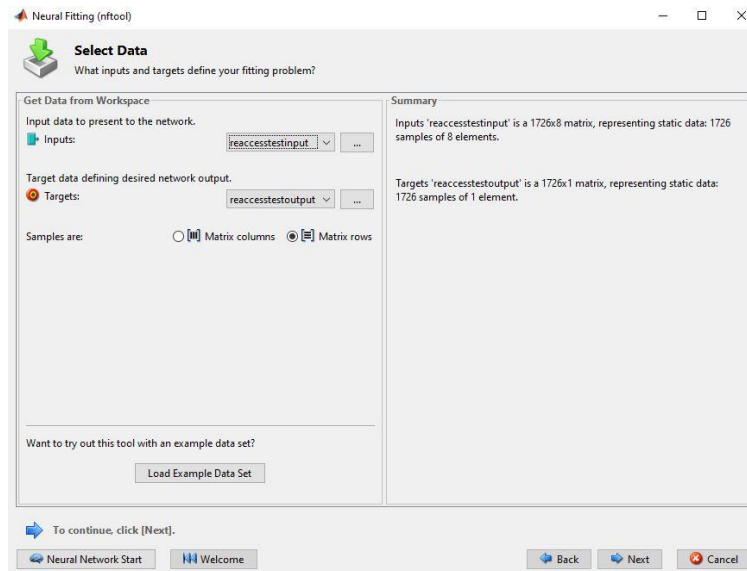 Neural Fitting (nftool)
Select Data
What inputs and targets define your fitting problem?
Get Data from Workspace
Input data to present to the network.
Inputs:
reaccesstestinput
...
Target data defining desired network output.
Targets:
reaccesstestoutput
...
Samples are:
Matrix columns
Matrix rows
Want to try out this tool with an example data set?
Load Example Data Set
Summary
Inputs 'reaccesstestinput' is a 1726x8 matrix, representing static data: 1726
samples of 8 elements.
Targets 'reaccesstestoutput' is a 1726x1 matrix, representing static data:
1726 samples of 1 element.
To continue, click [Next].
Neural Network Start
Welcome
Back
Next
Cancel